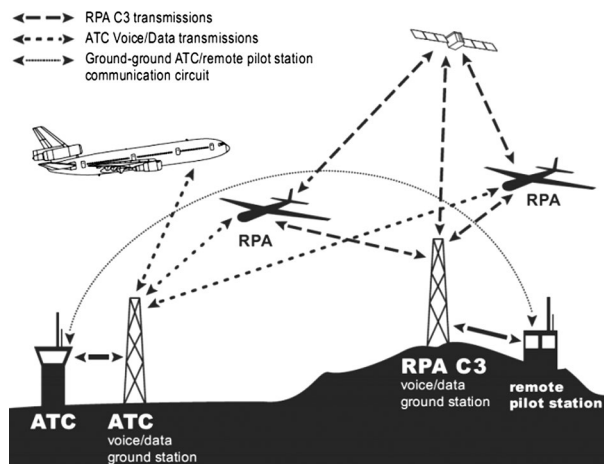 RPA C3 transmissions
ATC Voice/Data transmissions
Ground-ground ATC/remote pilot station
communication circuit
RPA
RPA
RPA C3
voice/data
ground station
remote
pilot station
ATC
ATC
voice/data
ground station